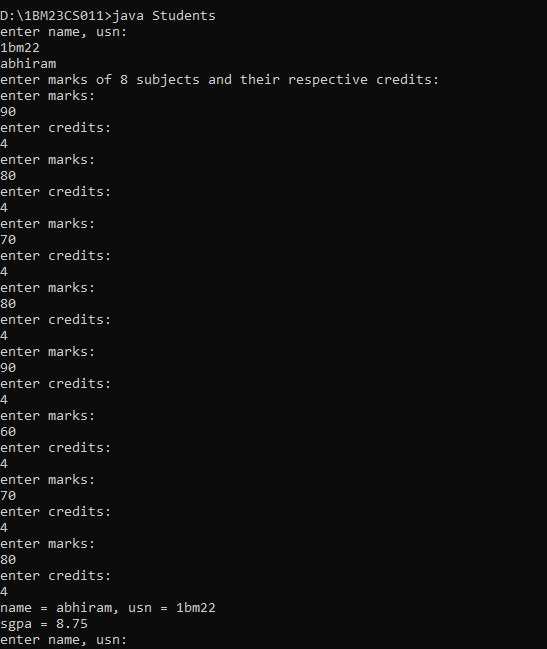 D:\1BM23CS011>java Students
enter name, usn:
1bm22
abhiram
enter marks of 8 subjects and their respective credits:
enter marks:
90
enter credits:
4
enter marks:
80
enter credits:
4
enter marks:
70
enter credits:
4
enter marks:
80
enter credits:
4
enter marks:
90
enter credits:
4
enter marks:
60
enter credits:
4
enter marks:
70
enter credits:
4
enter marks:
80
enter credits:
4
name = abhiram, usn = 1bm22
sgpa = 8.75
enter name, usn: